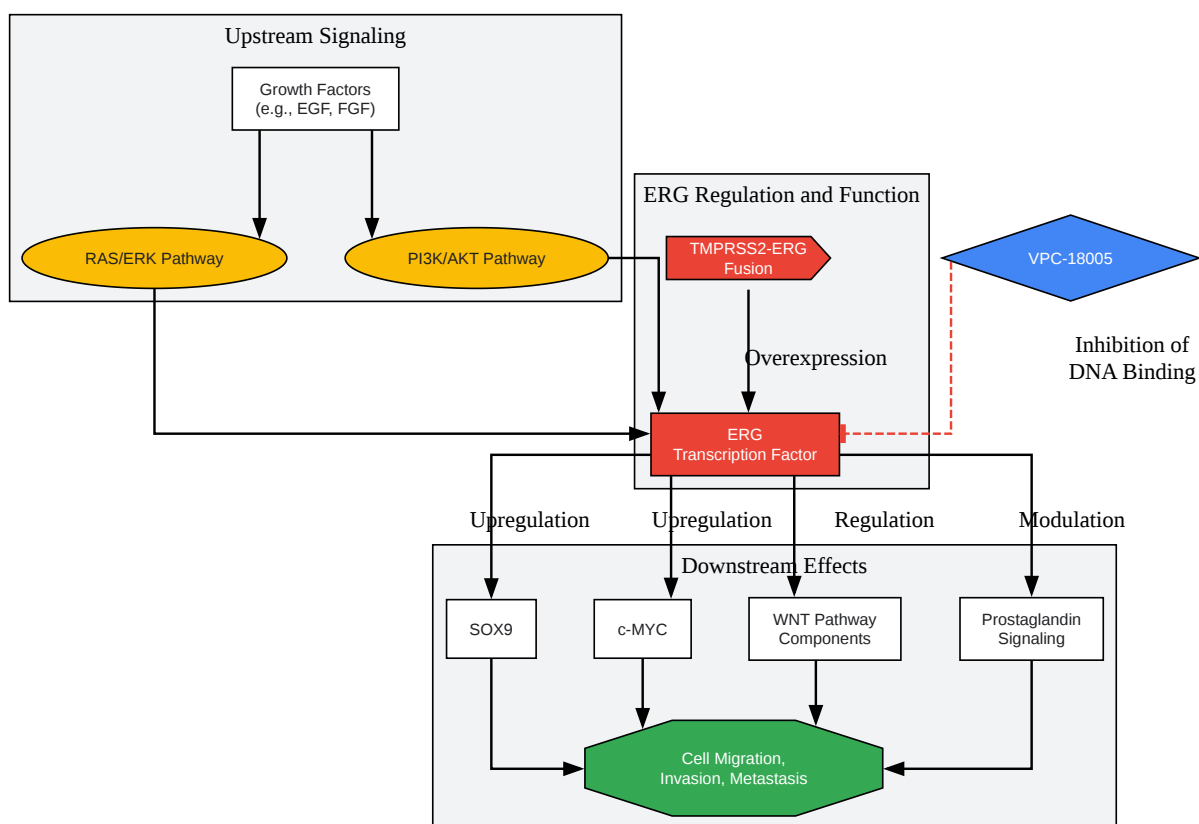 Upstream Signaling
Growth Factors
(e.g., EGF, FGF)
RAS/ERK Pathway
PI3K/AKT Pathway
ERG Regulation and Function
TMPRSS2-ERG
Fusion
VPC-18005
Overexpression
Inhibition of
DNA Binding
ERG
Transcription Factor
Upregulation
Upregulation
Regulation
Modulation
Downstream Effects
SOX9
c-MYC
WNT Pathway
Components
Prostaglandin
Signaling
Cell Migration,
Invasion, Metastasis